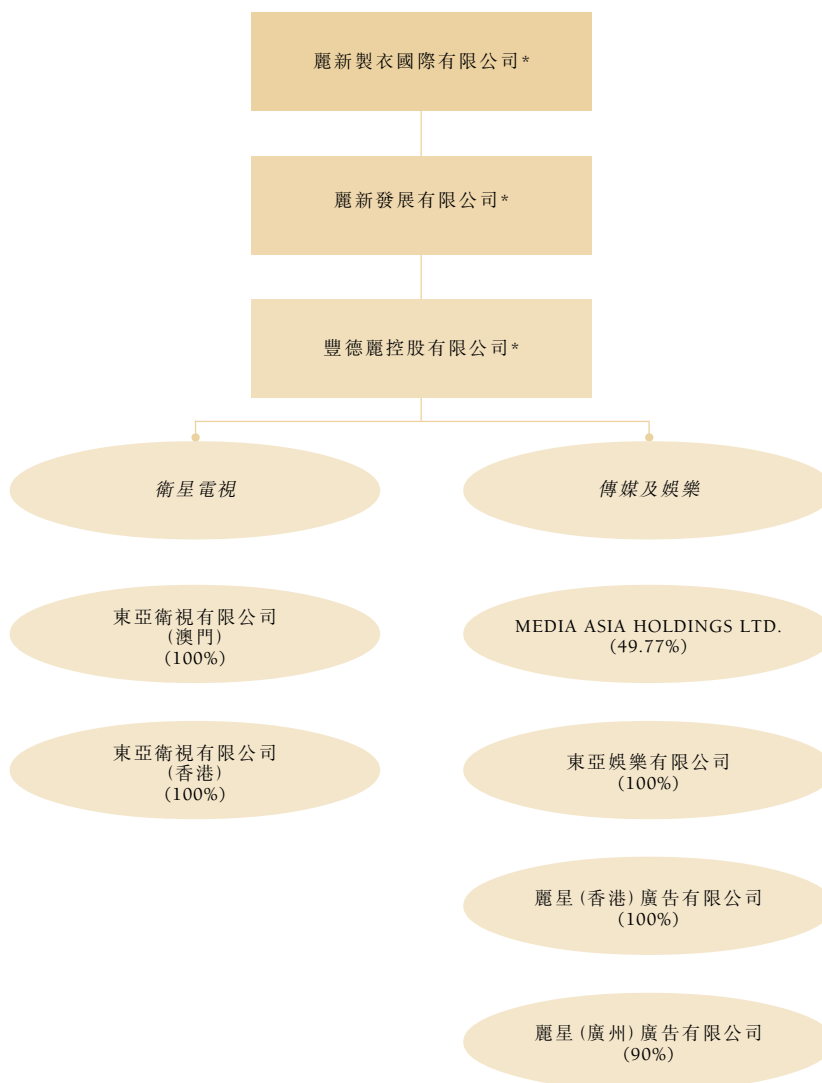 麗新製衣國際有限公司*
麗新發展有限公司*
豐德麗控股有限公司*
衛星電視
東亞衛視有限公司
(澳門)
(100%)
東亞衛視有限公司
(香港)
(100%)
傳媒及娛樂
MEDIA ASIA HOLDINGS LTD.
(49.77%)
東亞娛樂有限公司
(100%)
麗星(香港)廣告有限公司
(100%)
麗星(廣州)廣告有限公司
(90%)